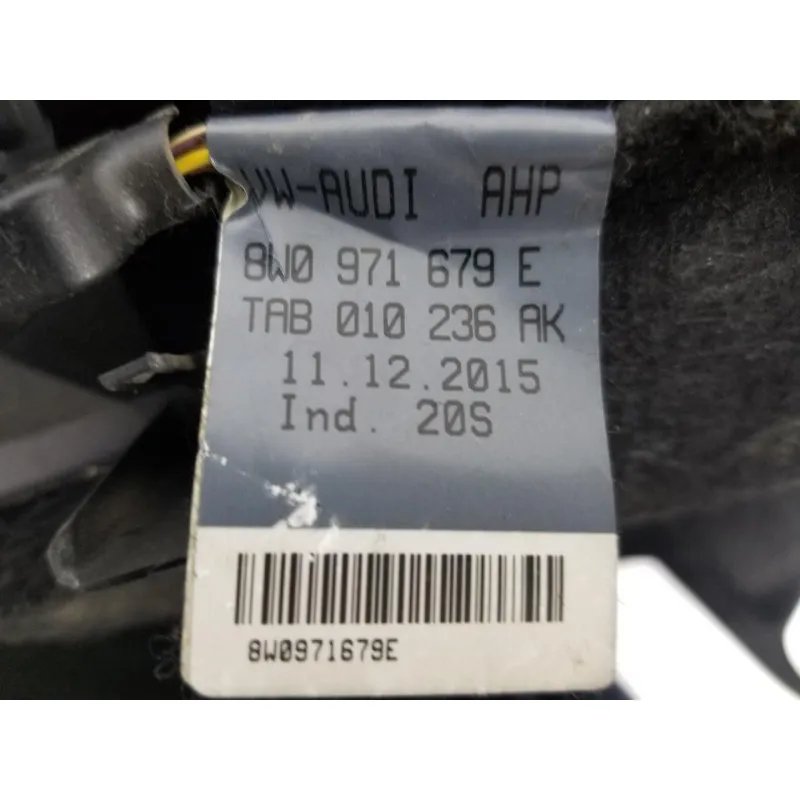 VW-AUDI AHP
8W0 971 679 E
TAB 010 236 AK
11.12.2015
Ind. 20S
8W0971679E